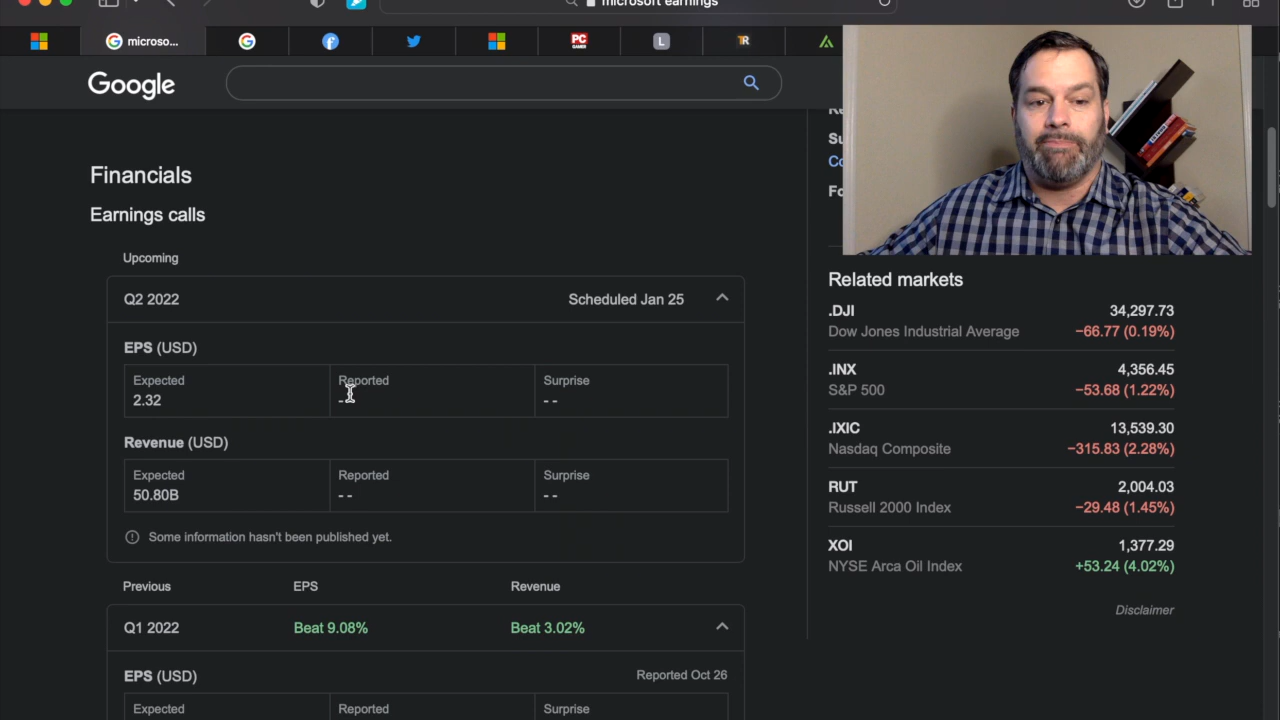 microsoft earnings
microso...
PC GAMER
L
TR
Google
Financials
Earnings calls
Upcoming
Q2 2022 Scheduled Jan 25
EPS (USD)
Expected Reported Surprise
2.32 - - - -
Revenue (USD)
Expected Reported Surprise
50.80B - - - -
Some information hasn't been published yet.
Previous EPS Revenue
Q1 2022 Beat 9.08% Beat 3.02%
EPS (USD) Reported Oct 26
Expected Reported Surprise
Related markets
.DJI 34,297.73
Dow Jones Industrial Average −66.77 (0.19%)
.INX 4,356.45
S&P 500 −53.68 (1.22%)
.IXIC 13,539.30
Nasdaq Composite −315.83 (2.28%)
RUT 2,004.03
Russell 2000 Index −29.48 (1.45%)
XOI 1,377.29
NYSE Arca Oil Index +53.24 (4.02%)
Disclaimer